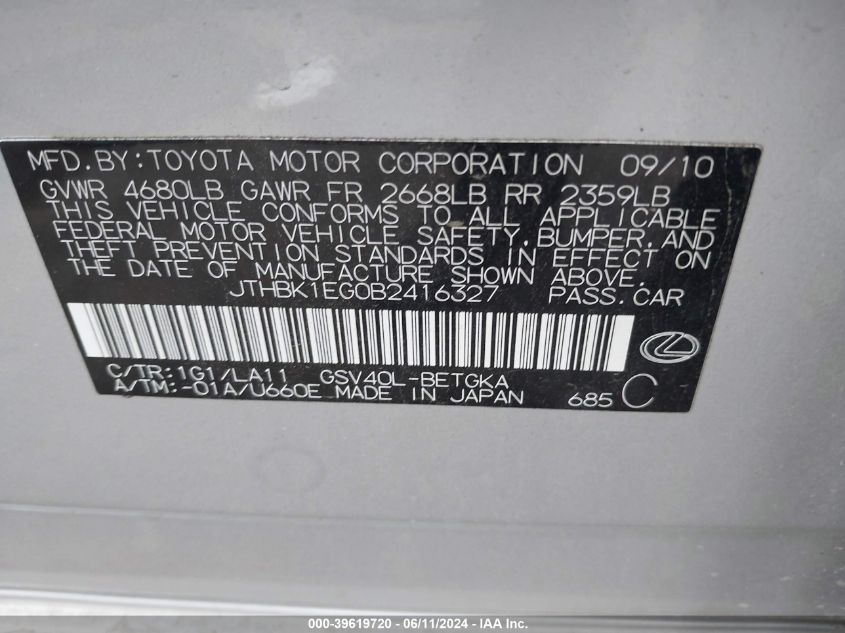 MFD.BY:TOYOTA MOTOR CORPORATION 09/10
GVWR 4680LB GAWR FR 2668LB RR 2359LB
THIS VEHICLE CONFORMS TO ALL APPLICABLE
FEDERAL MOTOR VEHICLE SAFETY,BUMPER,AND
THEFT PREVENTION STANDARDS IN EFFECT ON
THE DATE OF MANUFACTURE SHOWN ABOVE.
JTHBK1EG0B2416327 PASS.CAR
C/TR:1G1/LA11 GSV40L-BETGKA
A/TM:-01A/U660E MADE IN JAPAN 685 C
000-39619720 - 06/11/2024 - IAA Inc.